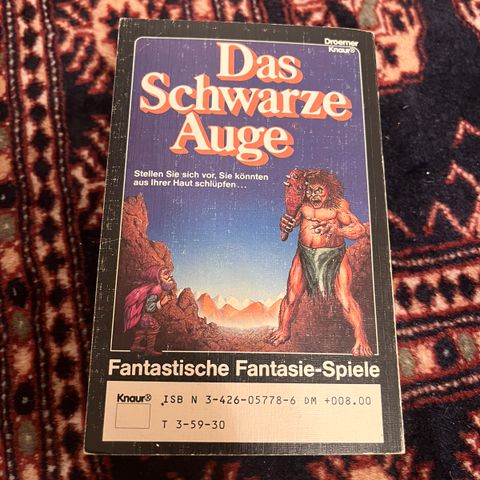 Droemer
Knaur®
Das
Schwarze
Auge
Stellen Sie sich vor, Sie könnten
aus Ihrer Haut schlüpfen...
Fantastische Fantasie-Spiele
Knaur®
ISB N 3-426-05778-6 DM +008.00
T 3-59-30